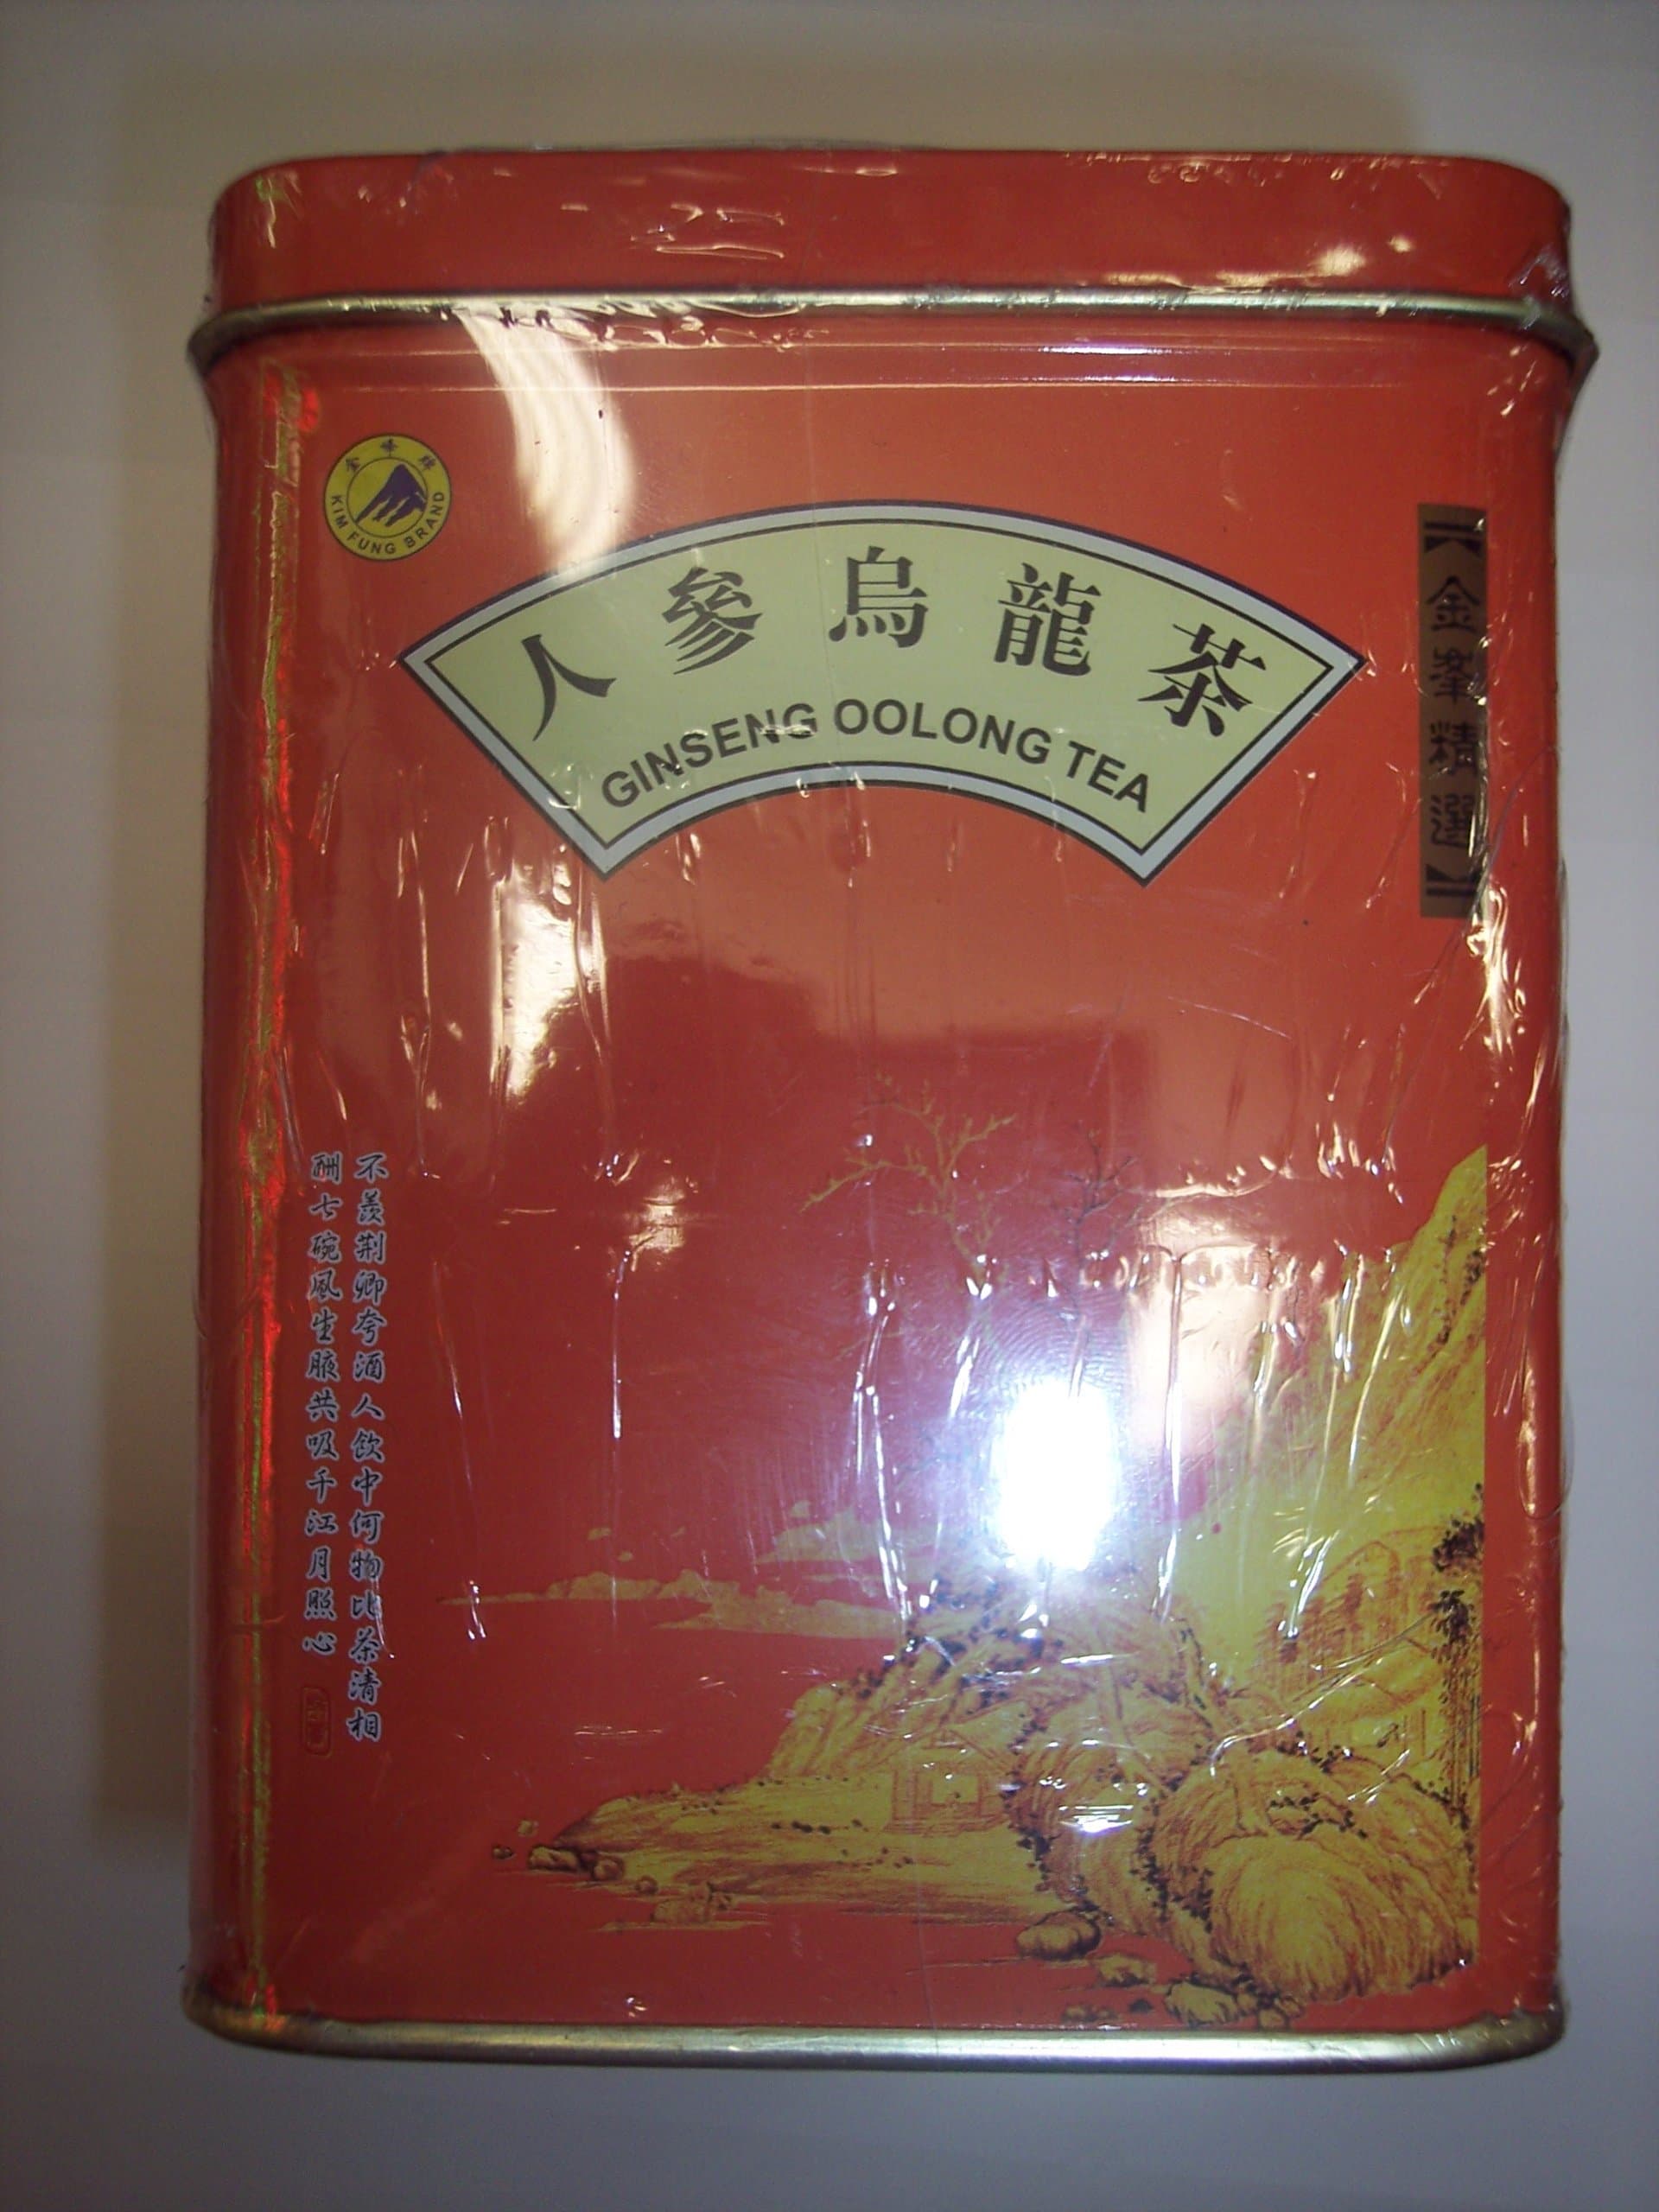 金峰牌
KIM FUNG BRAND
人參烏龍茶
GINSENG OOLONG TEA
金峯精選
不羨荆卿夸酒人飲中何物比茶清相
酬七碗風生腋共吸千江月照心